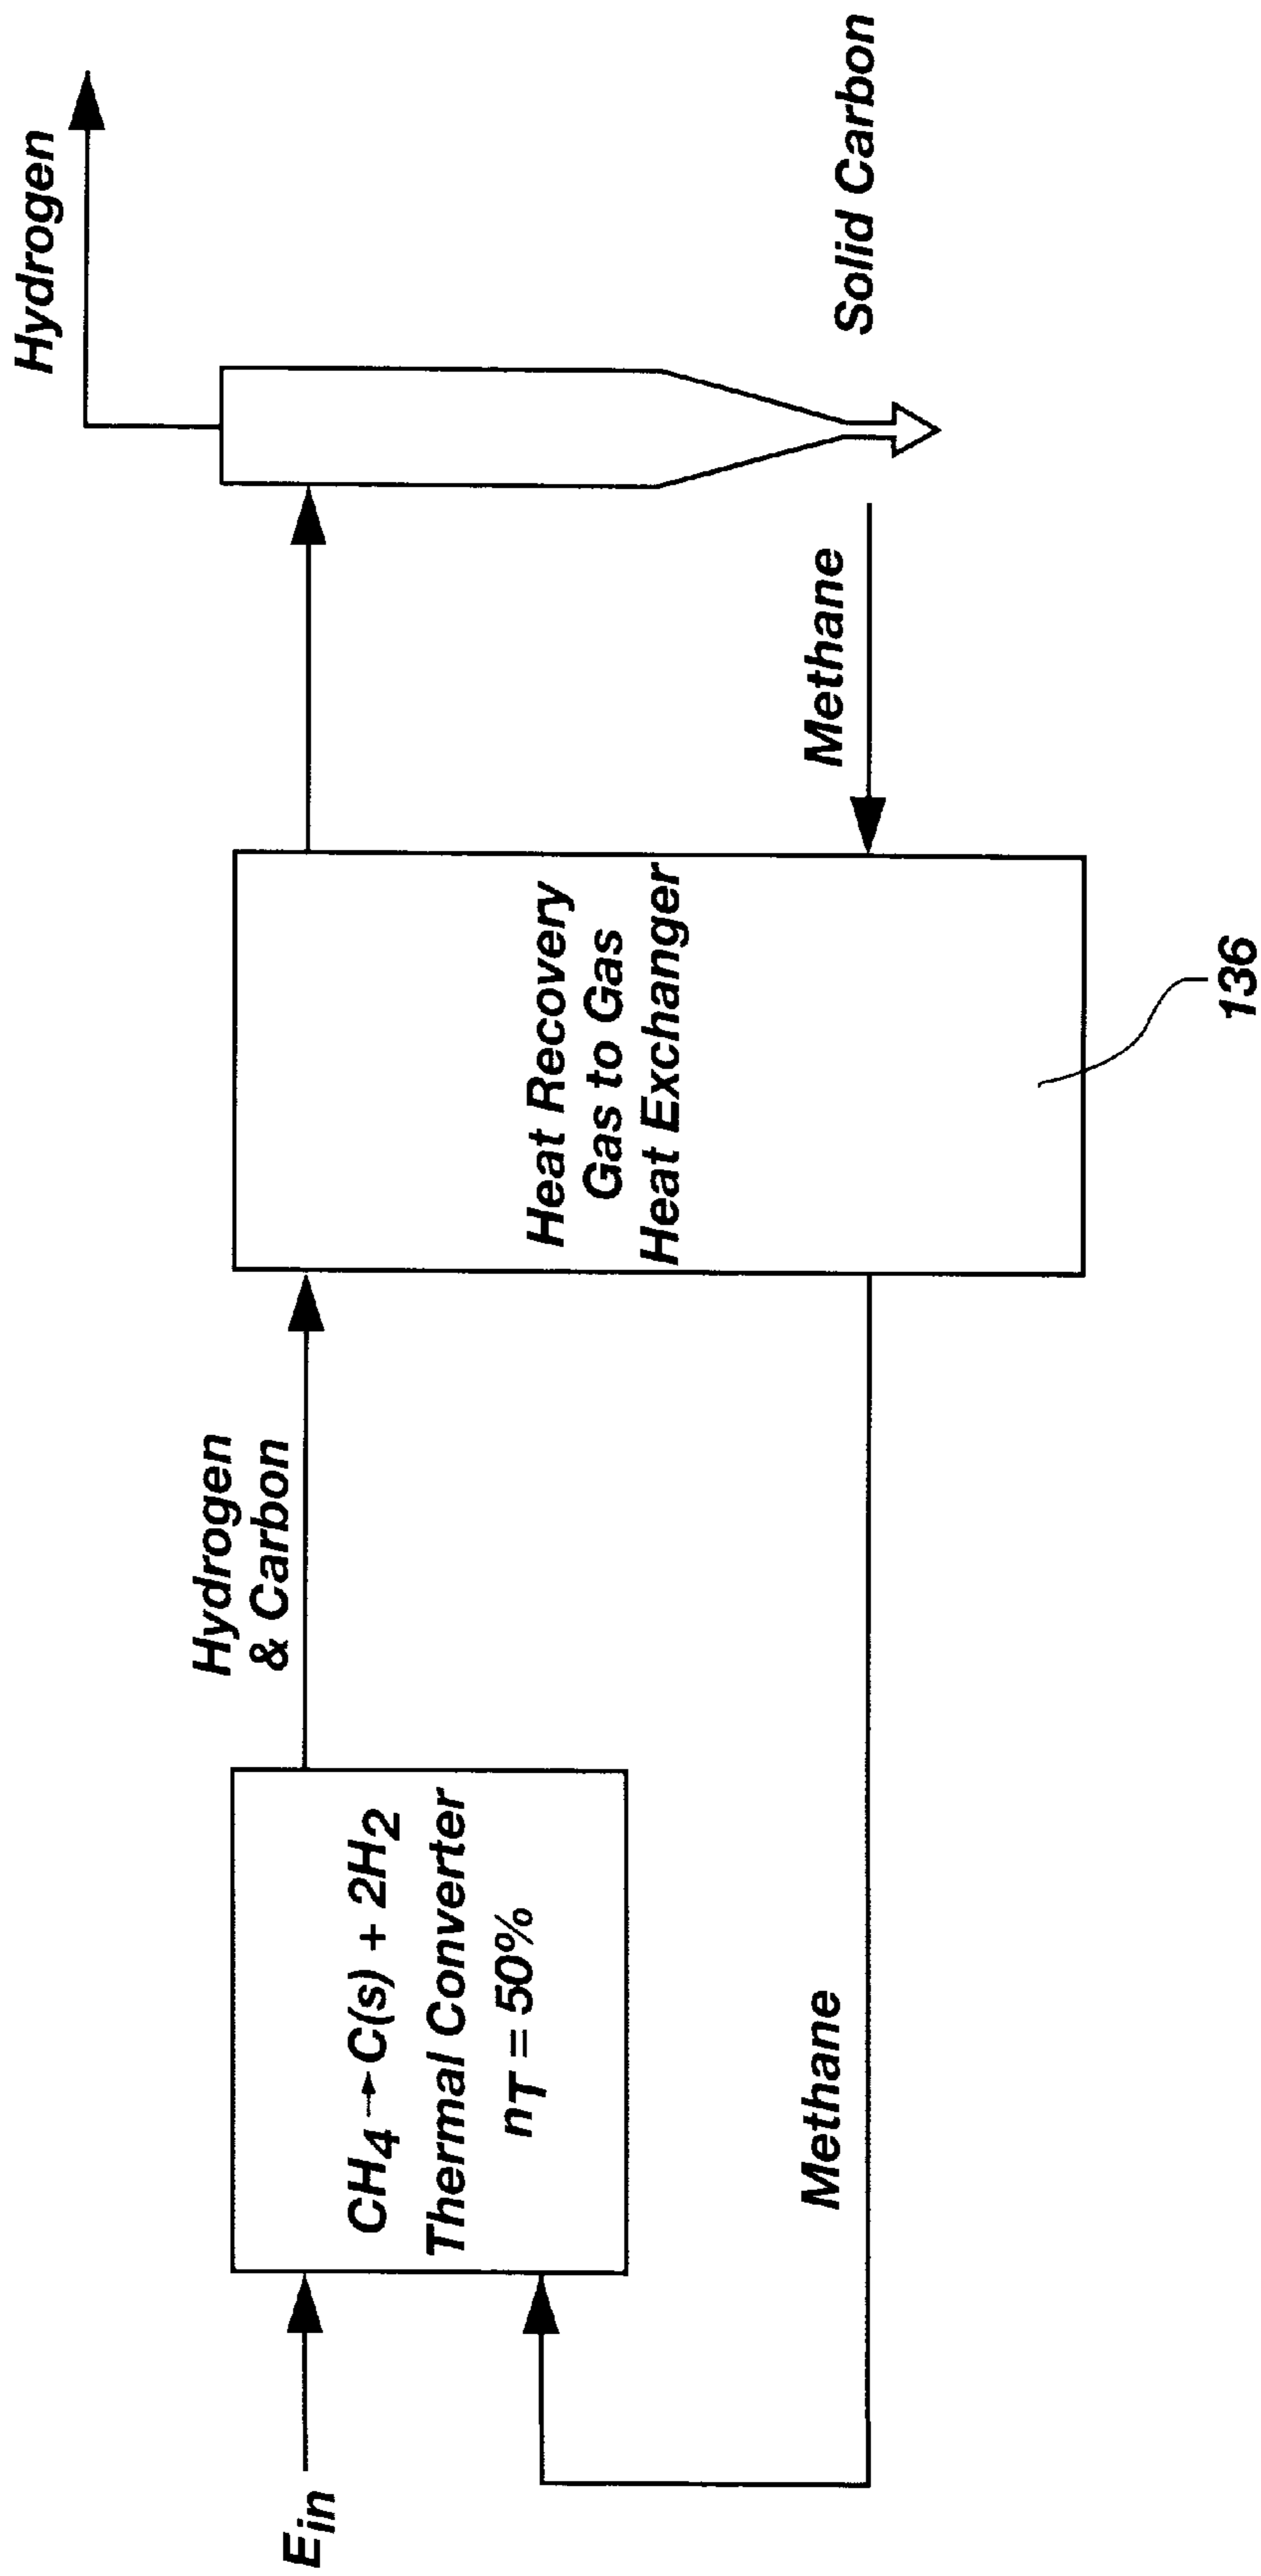 Hydrogen
Hydrogen
& Carbon
E_in
CH4 → C(s) + 2H2
Thermal Converter
nT = 50%
Heat Recovery
Gas to Gas
Heat Exchanger
Methane
Methane
Solid Carbon
136